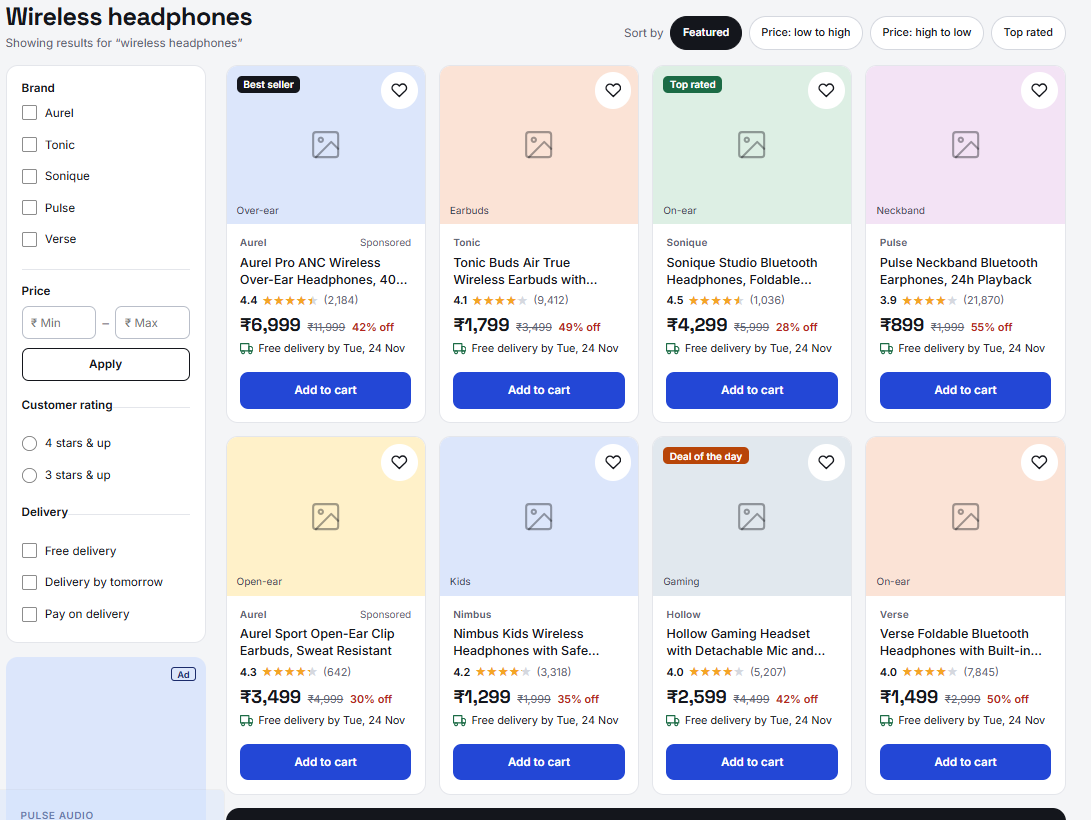 Wireless headphones
Showing results for “wireless headphones”
Sort by
Featured
Price: low to high
Price: high to low
Top rated
Brand
Aurel
Tonic
Sonique
Pulse
Verse
Price
₹ Min
–
₹ Max
Apply
Customer rating
4 stars & up
3 stars & up
Delivery
Free delivery
Delivery by tomorrow
Pay on delivery
Ad
PULSE AUDIO
Best seller
Over-ear
Aurel
Sponsored
Aurel Pro ANC Wireless
Over-Ear Headphones, 40...
4.4 ★★★★★ (2,184)
₹6,999 ₹11,999 42% off
Free delivery by Tue, 24 Nov
Add to cart
Earbuds
Tonic
Tonic Buds Air True
Wireless Earbuds with...
4.1 ★★★★★ (9,412)
₹1,799 ₹3,499 49% off
Free delivery by Tue, 24 Nov
Add to cart
Top rated
On-ear
Sonique
Sonique Studio Bluetooth
Headphones, Foldable...
4.5 ★★★★★ (1,036)
₹4,299 ₹5,999 28% off
Free delivery by Tue, 24 Nov
Add to cart
Neckband
Pulse
Pulse Neckband Bluetooth
Earphones, 24h Playback
3.9 ★★★★★ (21,870)
₹899 ₹1,999 55% off
Free delivery by Tue, 24 Nov
Add to cart
Open-ear
Aurel
Sponsored
Aurel Sport Open-Ear Clip
Earbuds, Sweat Resistant
4.3 ★★★★★ (642)
₹3,499 ₹4,999 30% off
Free delivery by Tue, 24 Nov
Add to cart
Kids
Nimbus
Nimbus Kids Wireless
Headphones with Safe...
4.2 ★★★★★ (3,318)
₹1,299 ₹1,999 35% off
Free delivery by Tue, 24 Nov
Add to cart
Deal of the day
Gaming
Hollow
Hollow Gaming Headset
with Detachable Mic and...
4.0 ★★★★★ (5,207)
₹2,599 ₹4,499 42% off
Free delivery by Tue, 24 Nov
Add to cart
On-ear
Verse
Verse Foldable Bluetooth
Headphones with Built-in...
4.0 ★★★★★ (7,845)
₹1,499 ₹2,999 50% off
Free delivery by Tue, 24 Nov
Add to cart